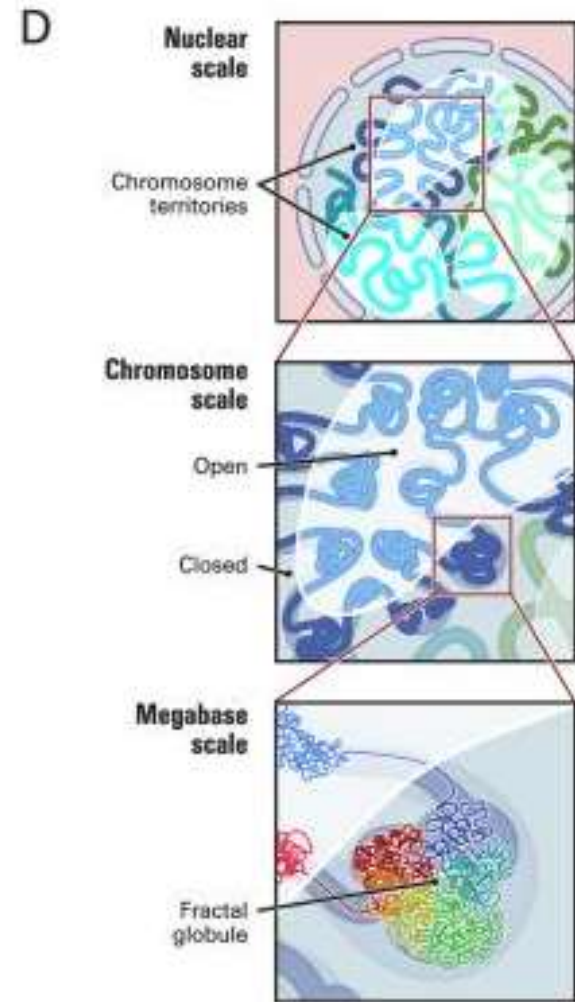 D
Nuclear
scale
Chromosome
territories
Chromosome
scale
Open
Closed
Megabase
scale
Fractal
globule